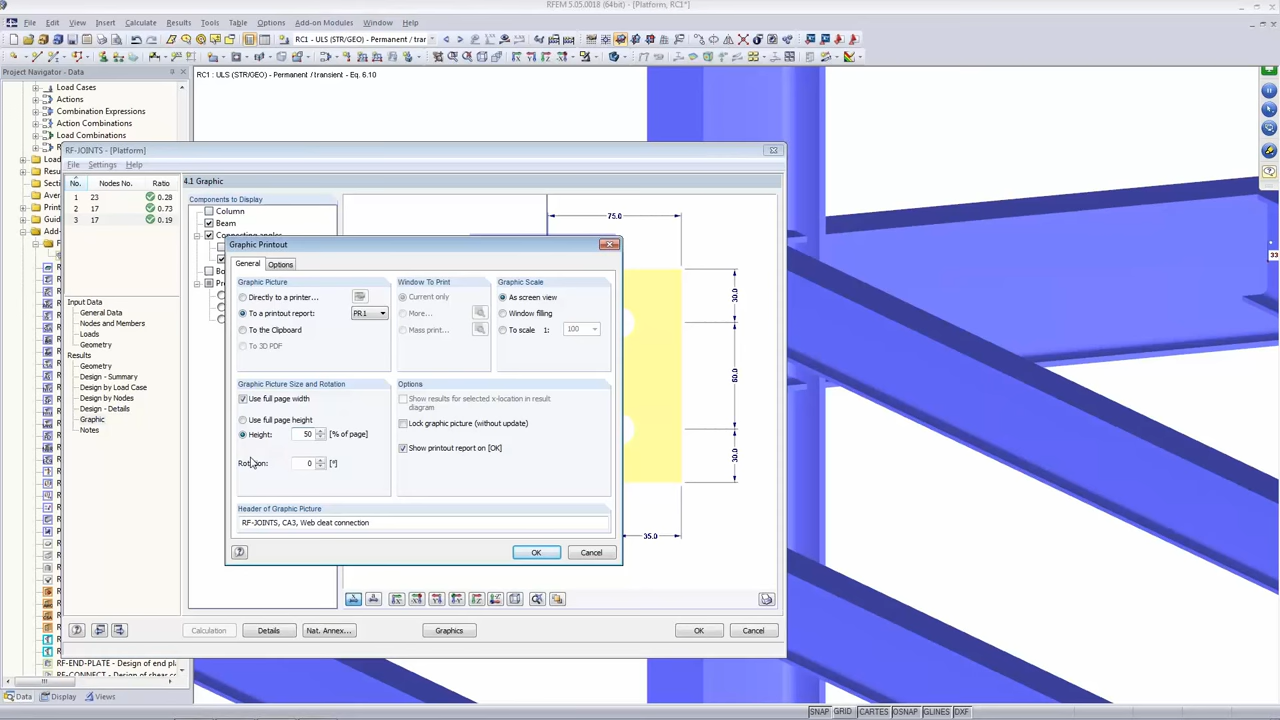 RFEM 5.05.0018 (64bit) - [Platform, RC1*]
File Edit View Insert Calculate Results Tools Table Options Add-on Modules Window Help
RC1 - ULS (STR/GEO) - Permanent / tran
Project Navigator - Data
RC1 : ULS (STR/GEO) - Permanent / transient - Eq. 6.10
Load Cases
Actions
Combination Expressions
Action Combinations
Load Combinations
RF-JOINTS - [Platform]
File Settings Help
No. Nodes No. Ratio
1 23 0.28
2 17 0.73
3 17 0.19
Input Data
General Data
Nodes and Members
Loads
Geometry
Results
Geometry
Design - Summary
Design by Load Case
Design by Nodes
Design - Details
Graphic
Notes
4.1 Graphic
Components to Display
Column
Beam
Connecting angles
75.0
30.0
50.0
30.0
35.0
33
Graphic Printout
General Options
Graphic Picture
Directly to a printer...
To a printout report: PR1
To the Clipboard
To 3D PDF
Window To Print
Current only
More...
Mass print...
Graphic Scale
As screen view
Window filling
To scale 1: 100
Graphic Picture Size and Rotation
Use full page width
Use full page height
Height: 50 [% of page]
Rotation: 0 [°]
Options
Show results for selected x-location in result
diagram
Lock graphic picture (without update)
Show printout report on [OK]
Header of Graphic Picture
RF-JOINTS, CA3, Web cleat connection
OK Cancel
Calculation Details Nat. Annex... Graphics OK Cancel
RF-END-PLATE - Design of end pl
RF-CONNECT - Design of shear c
Data Display Views
SNAP GRID CARTES OSNAP GLINES DXF